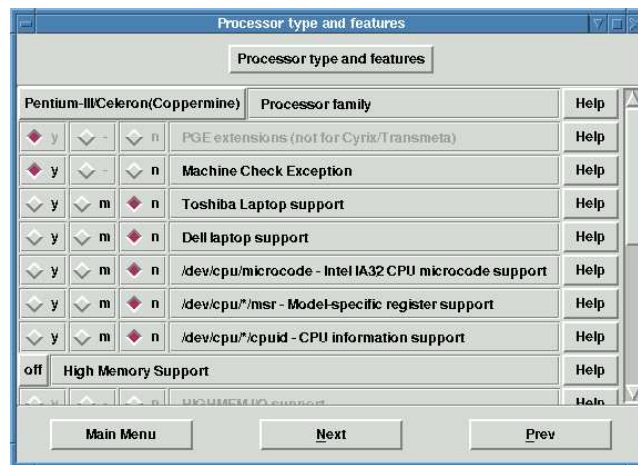 Processor type and features
Processor type and features
Pentium-III/Celeron(Coppermine) Processor family Help
y - n PGE extensions (not for Cyrix/Transmeta) Help
y - n Machine Check Exception Help
y m n Toshiba Laptop support Help
y m n Dell laptop support Help
y m n /dev/cpu/microcode - Intel IA32 CPU microcode support Help
y m n /dev/cpu/*/msr - Model-specific register support Help
y m n /dev/cpu/*/cpuid - CPU information support Help
off High Memory Support Help
y - n HIGHMEM I/O support Help
Main Menu Next Prev